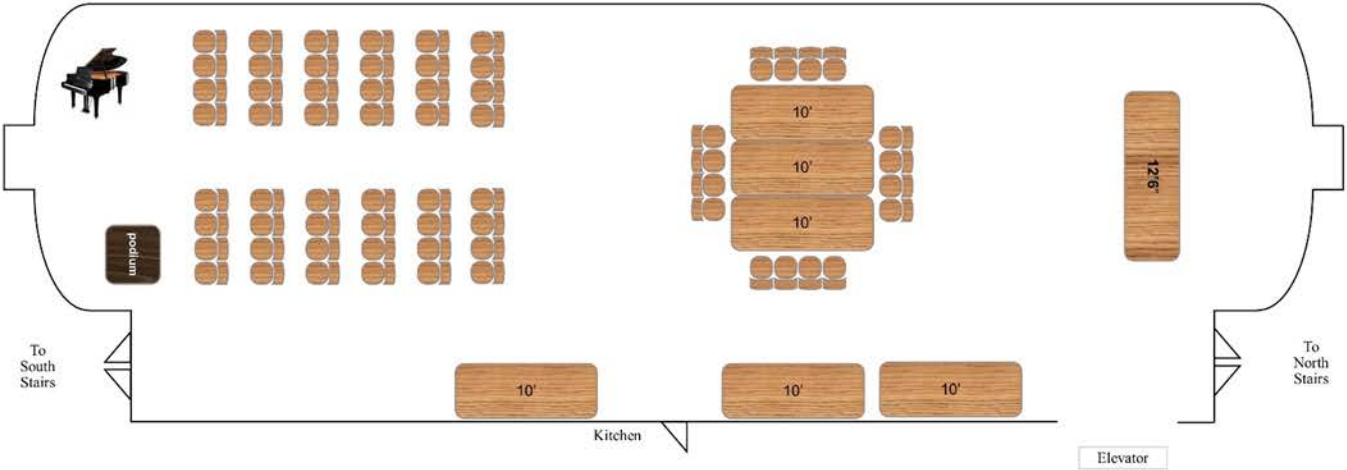 10'
10'
10'
12'6"
podium
To
South
Stairs
To
North
Stairs
10'
10'
10'
Kitchen
Elevator